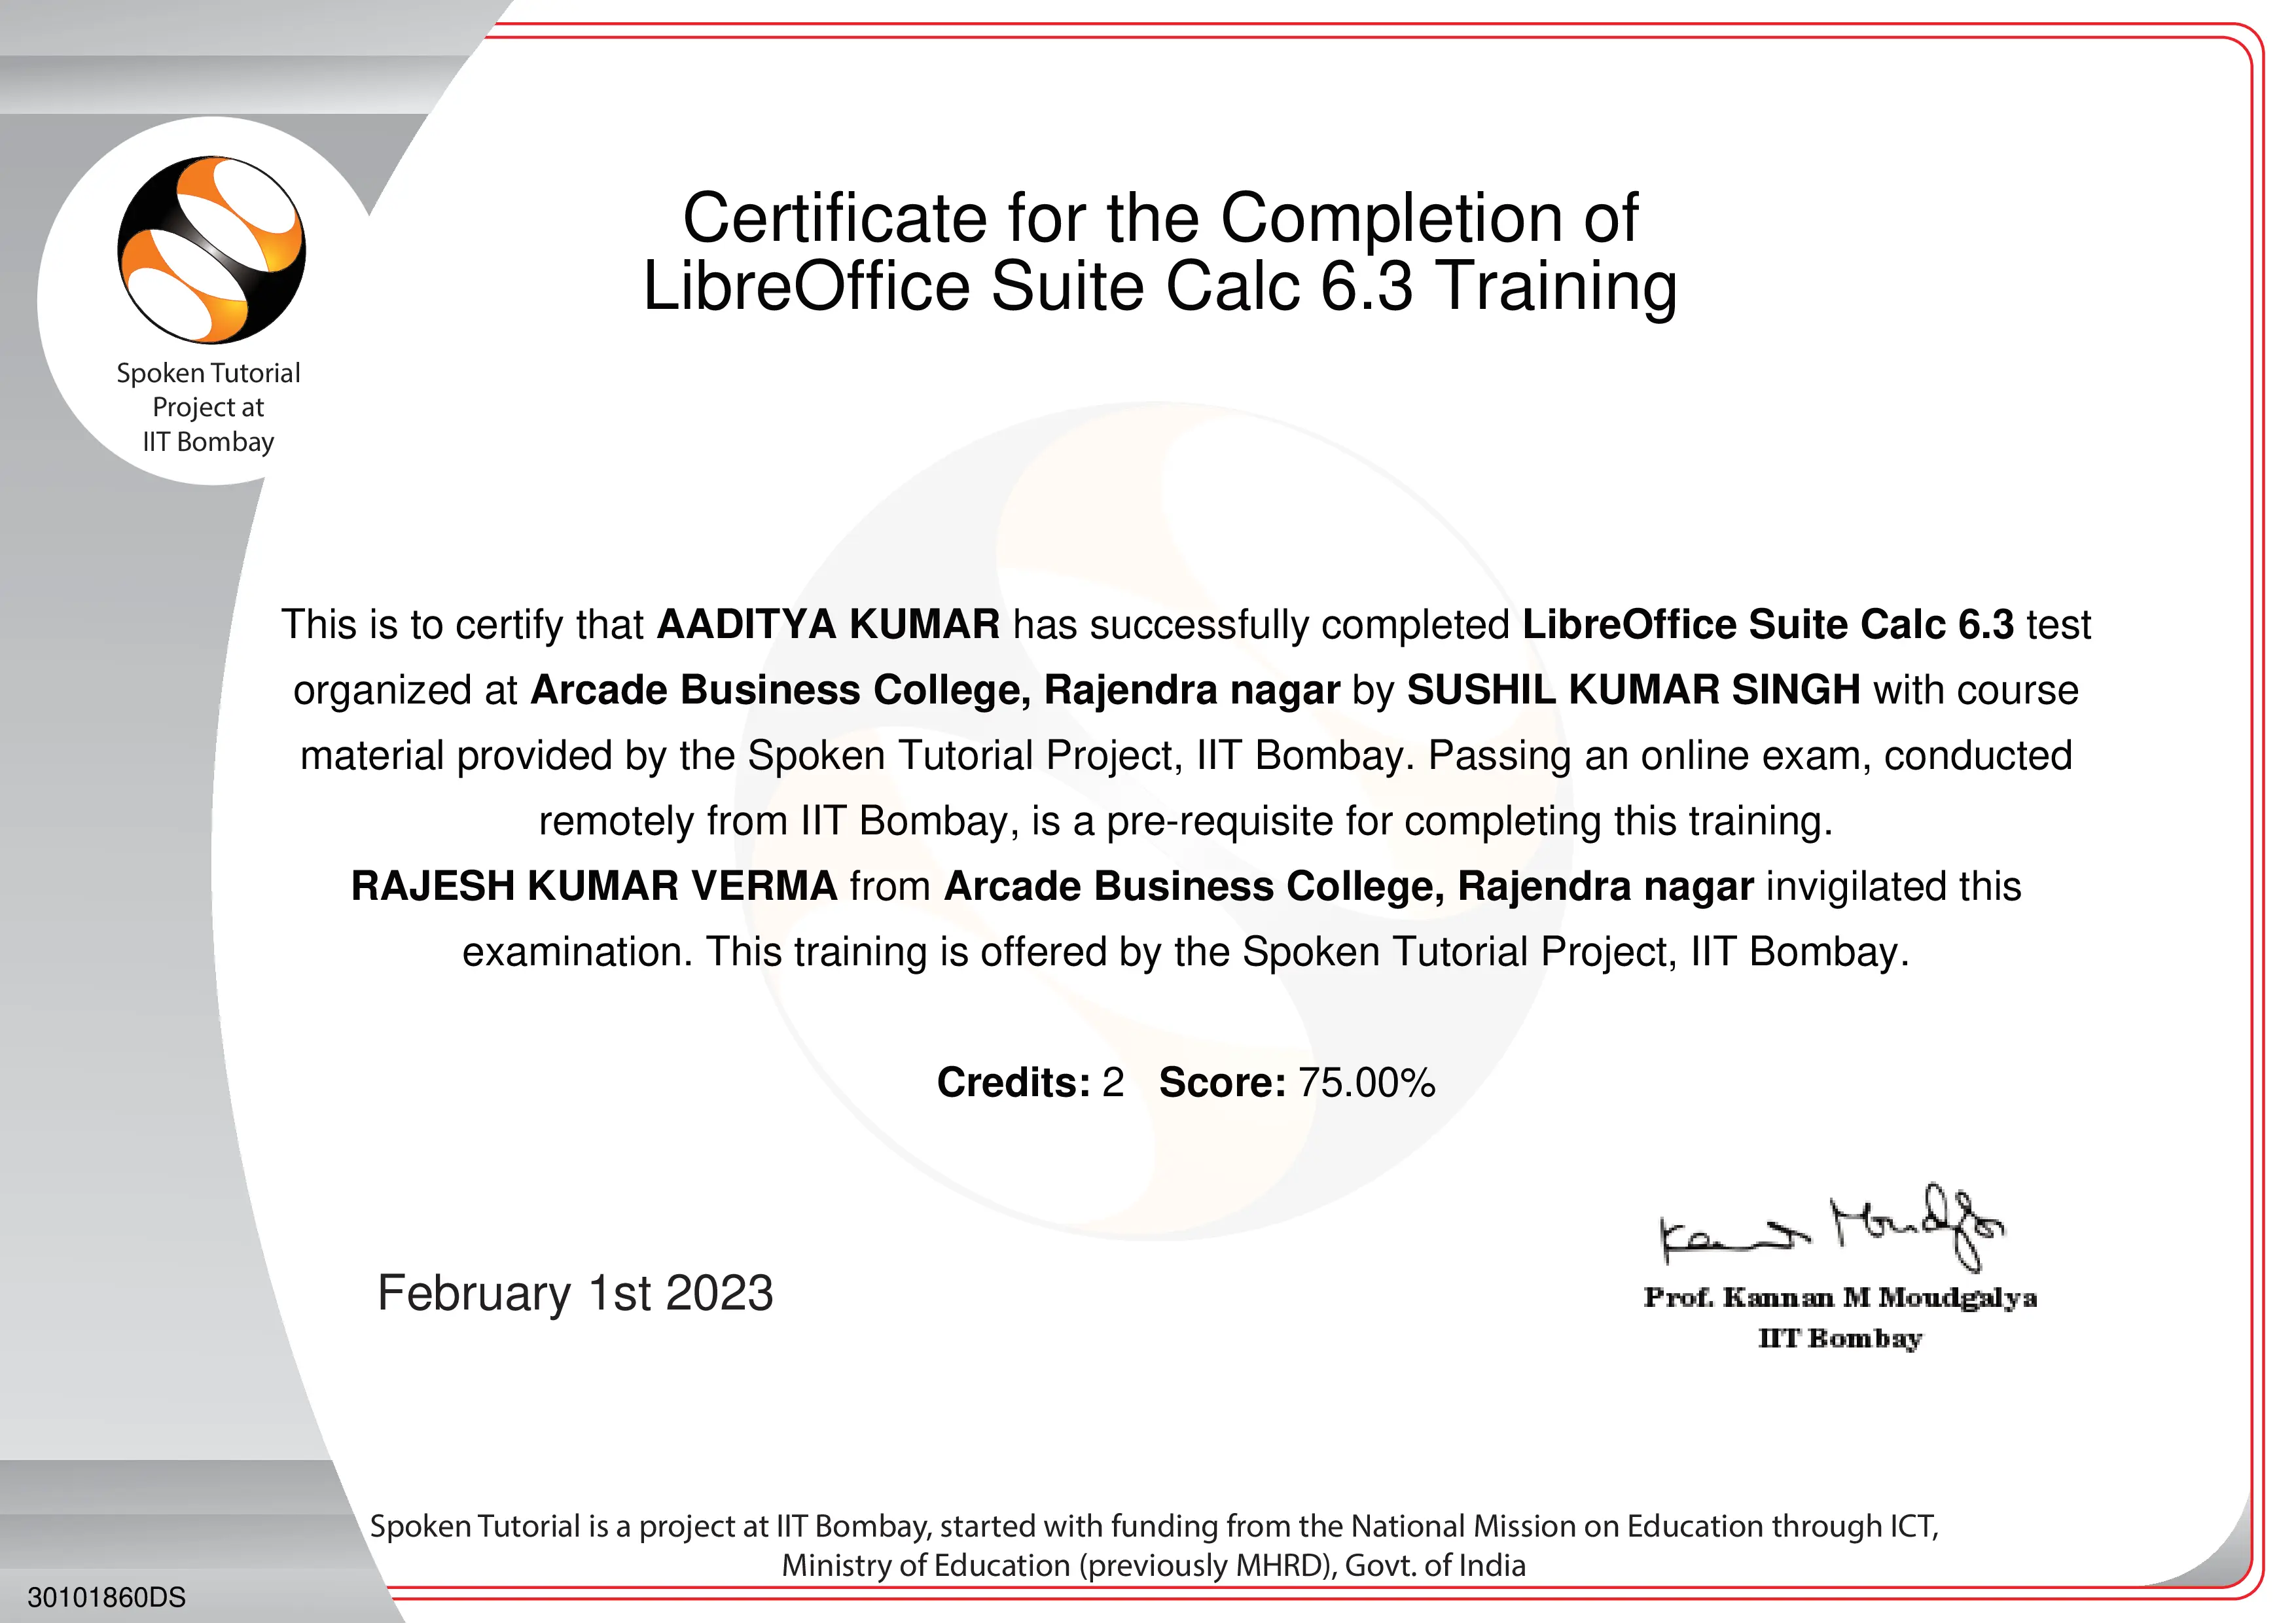 Certificate for the Completion of
LibreOffice Suite Calc 6.3 Training
Spoken Tutorial
Project at
IIT Bombay
This is to certify that AADITYA KUMAR has successfully completed LibreOffice Suite Calc 6.3 test
organized at Arcade Business College, Rajendra nagar by SUSHIL KUMAR SINGH with course
material provided by the Spoken Tutorial Project, IIT Bombay. Passing an online exam, conducted
remotely from IIT Bombay, is a pre-requisite for completing this training.
RAJESH KUMAR VERMA from Arcade Business College, Rajendra nagar invigilated this
examination. This training is offered by the Spoken Tutorial Project, IIT Bombay.
Credits: 2 Score: 75.00%
February 1st 2023
Kannan Moudgalya
Prof. Kannan M Moudgalya
IIT Bombay
Spoken Tutorial is a project at IIT Bombay, started with funding from the National Mission on Education through ICT,
Ministry of Education (previously MHRD), Govt. of India
30101860DS